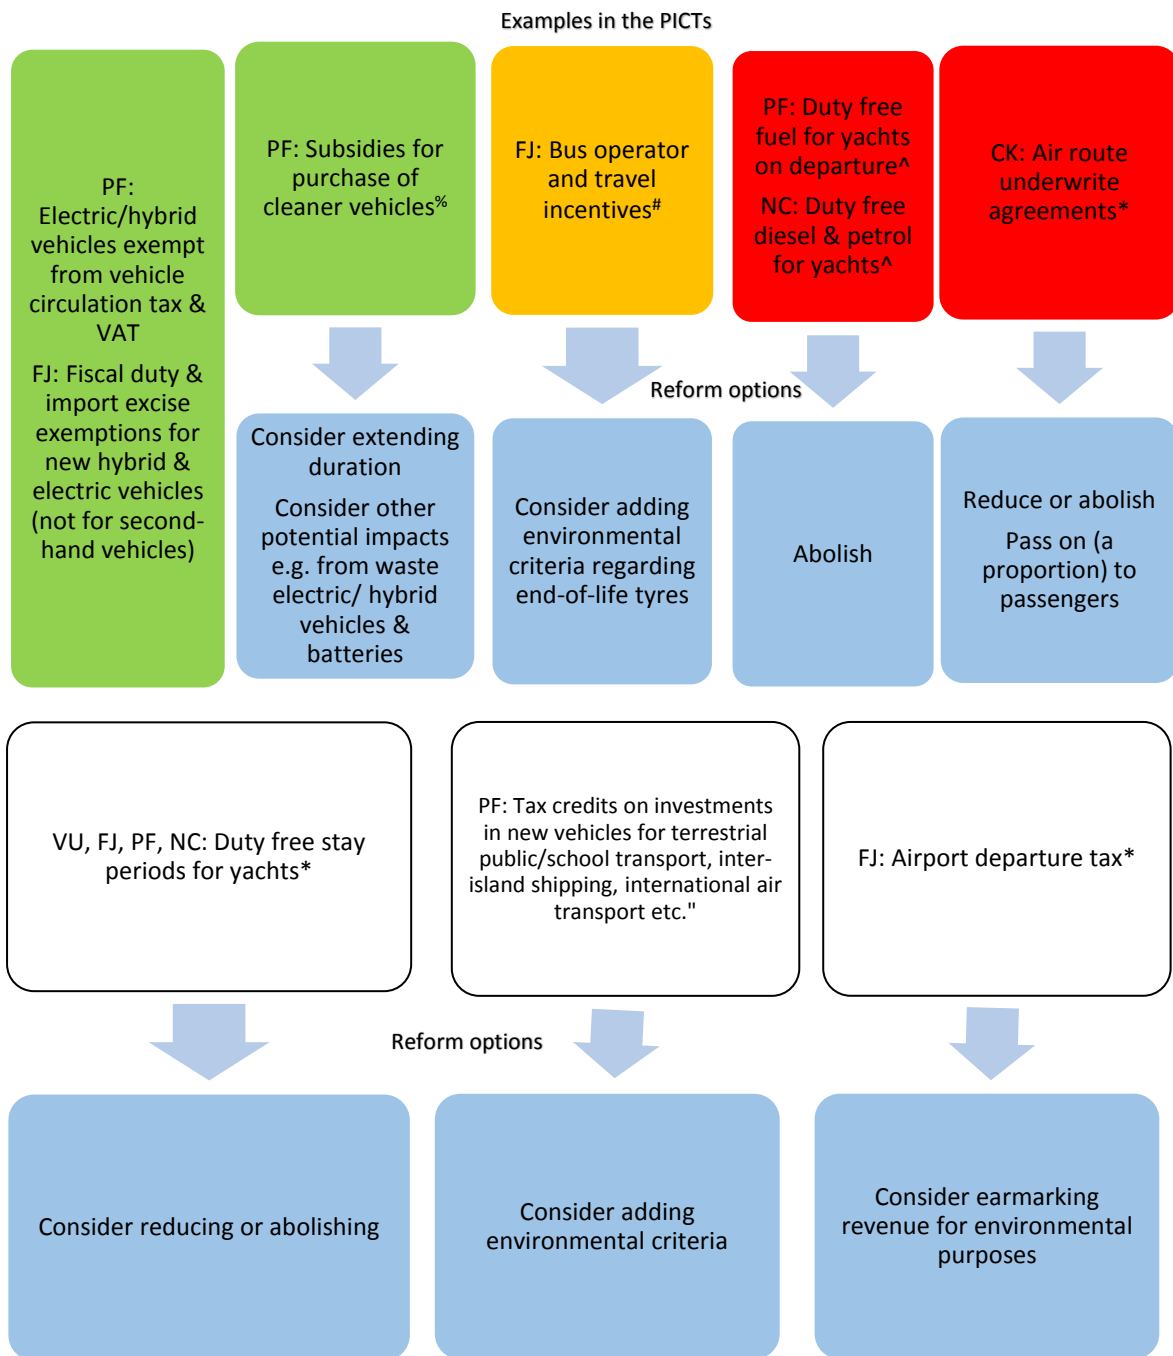 Examples in the PICTs
PF:
Electric/hybrid
vehicles exempt
from vehicle
circulation tax &
VAT
FJ: Fiscal duty &
import excise
exemptions for
new hybrid &
electric vehicles
(not for second-
hand vehicles)
PF: Subsidies for
purchase of
cleaner vehicles%
FJ: Bus operator
and travel
incentives#
PF: Duty free
fuel for yachts
on departure^
NC: Duty free
diesel & petrol
for yachts^
CK: Air route
underwrite
agreements*
Reform options
Consider extending
duration
Consider other
potential impacts
e.g. from waste
electric/ hybrid
vehicles &
batteries
Consider adding
environmental
criteria regarding
end-of-life tyres
Abolish
Reduce or abolish
Pass on (a
proportion) to
passengers
VU, FJ, PF, NC: Duty free stay
periods for yachts*
PF: Tax credits on investments
in new vehicles for terrestrial
public/school transport, inter-
island shipping, international air
transport etc."
FJ: Airport departure tax*
Reform options
Consider reducing or abolishing
Consider adding
environmental criteria
Consider earmarking
revenue for environmental
purposes